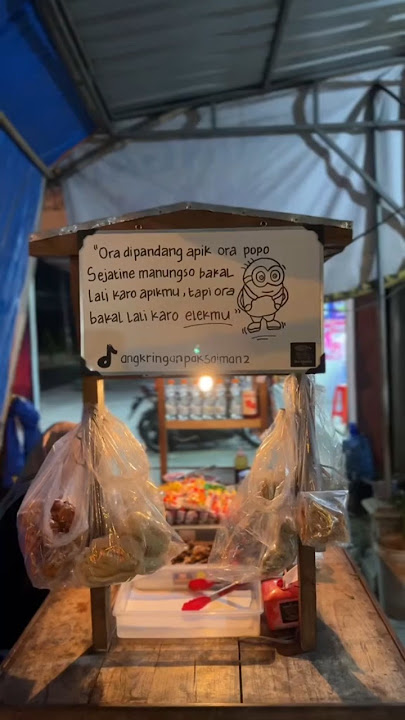 "Ora dipandang apik ora popo
Sejatine manungso bakal
lali karo apikmu, tapi ora
bakal lali karo elekmu"
angkringanpaksaiman2